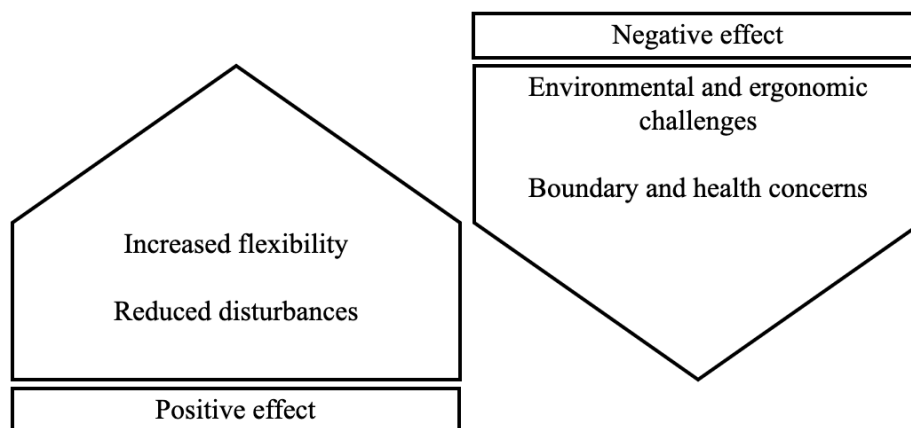 Negative effect
Environmental and ergonomic
challenges
Boundary and health concerns
Increased flexibility
Reduced disturbances
Positive effect